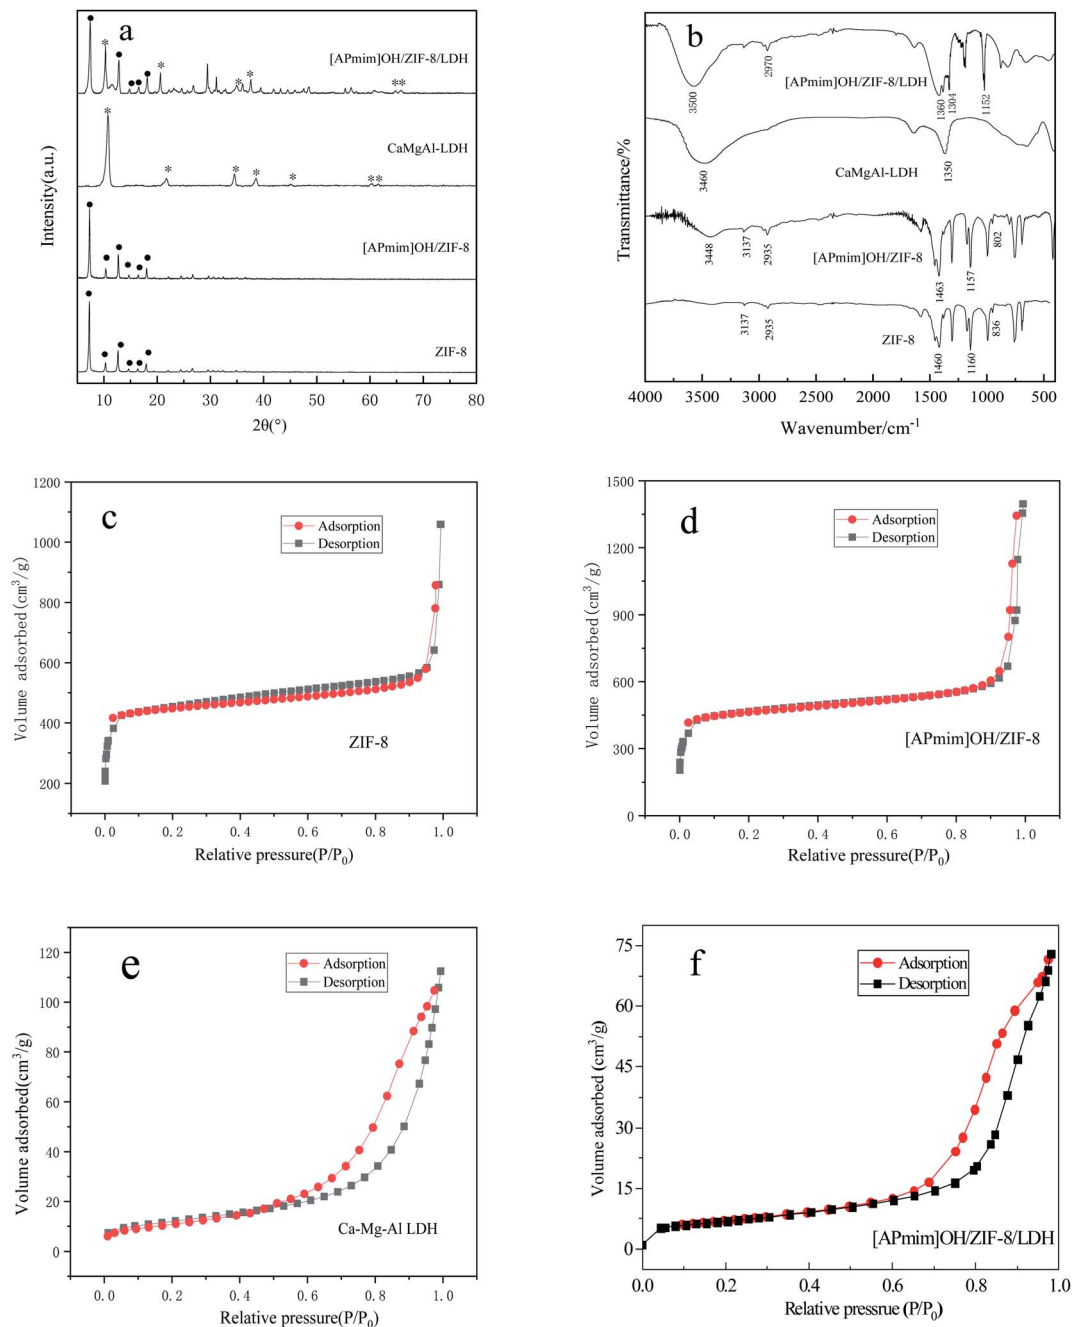 a
[APmim]OH/ZIF-8/LDH
CaMgAl-LDH
[APmim]OH/ZIF-8
ZIF-8
Intensity(a.u.)
10 20 30 40 50 60 70 80
2θ(°)
b
2970
[APmim]OH/ZIF-8/LDH
3500
1360
1304
1152
3460
CaMgAl-LDH
1350
3448
3137
2935
[APmim]OH/ZIF-8
802
1463
1157
3137
2935
ZIF-8
836
1460
1160
Transmittance/%
4000 3500 3000 2500 2000 1500 1000 500
Wavenumber/cm⁻¹
c
Adsorption
Desorption
1200
1000
800
600
400
200
ZIF-8
Volume adsorbed(cm³/g)
0.0 0.2 0.4 0.6 0.8 1.0
Relative pressure(P/P₀)
d
Adsorption
Desorption
1500
1200
900
600
300
0
[APmim]OH/ZIF-8
Volume adsorbed(cm³/g)
0.0 0.2 0.4 0.6 0.8 1.0
Relative pressure(P/P₀)
e
Adsorption
Desorption
120
100
80
60
40
20
0
Ca-Mg-Al LDH
Volume adsorbed(cm³/g)
0.0 0.2 0.4 0.6 0.8 1.0
Relative pressure(P/P₀)
f
Adsorption
Desorption
75
60
45
30
15
0
[APmim]OH/ZIF-8/LDH
Volume adsorbed (cm³/g)
0.0 0.2 0.4 0.6 0.8 1.0
Relative pressrue (P/P₀)